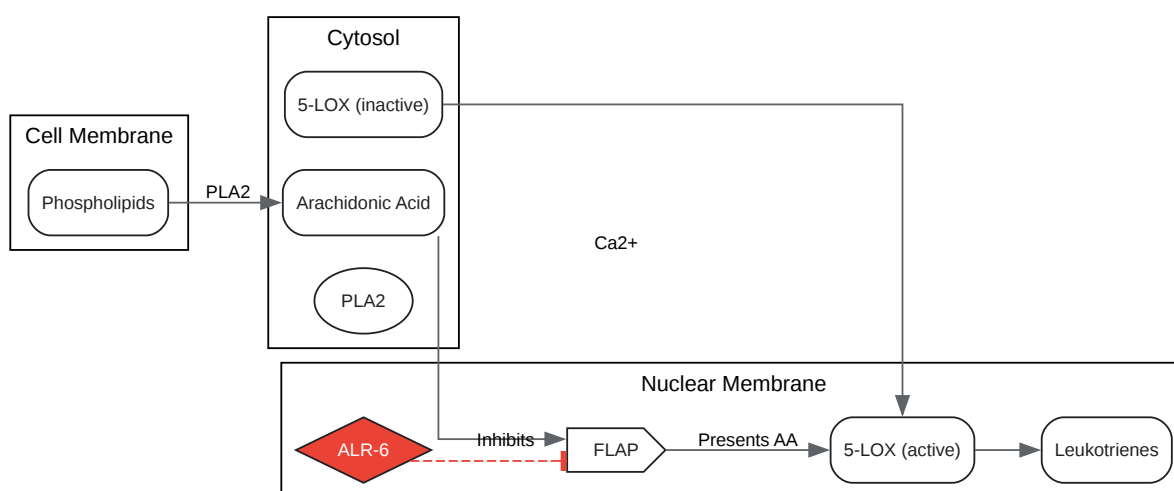 Cytosol
5-LOX (inactive)
Cell Membrane
Phospholipids
PLA2
Arachidonic Acid
Ca2+
PLA2
Nuclear Membrane
ALR-6
Inhibits
FLAP
Presents AA
5-LOX (active)
Leukotrienes